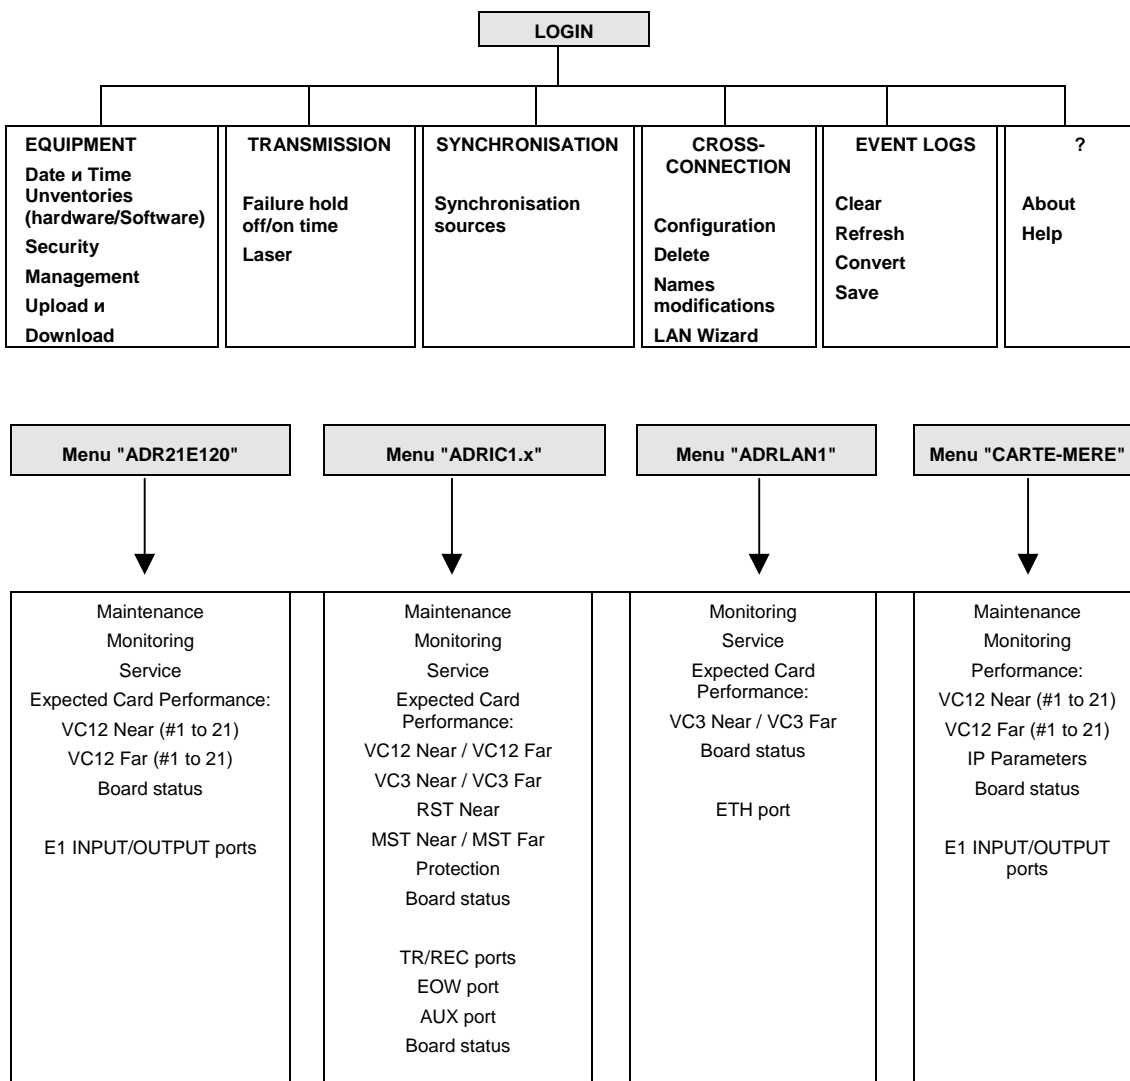 LOGIN
EQUIPMENT
Date и Time
Unventories
(hardware/Software)
Security
Management
Upload и
Download
TRANSMISSION
Failure hold
off/on time
Laser
SYNCHRONISATION
Synchronisation
sources
CROSS-
CONNECTION
Configuration
Delete
Names
modifications
LAN Wizard
EVENT LOGS
Clear
Refresh
Convert
Save
?
About
Help
Menu "ADR21E120"
Maintenance
Monitoring
Service
Expected Card Performance:
VC12 Near (#1 to 21)
VC12 Far (#1 to 21)
Board status
E1 INPUT/OUTPUT ports
Menu "ADRIC1.x"
Maintenance
Monitoring
Service
Expected Card
Performance:
VC12 Near / VC12 Far
VC3 Near / VC3 Far
RST Near
MST Near / MST Far
Protection
Board status
TR/REC ports
EOW port
AUX port
Board status
Menu "ADRLAN1"
Monitoring
Service
Expected Card
Performance:
VC3 Near / VC3 Far
Board status
ETH port
Menu "CARTE-MERE"
Maintenance
Monitoring
Performance:
VC12 Near (#1 to 21)
VC12 Far (#1 to 21)
IP Parameters
Board status
E1 INPUT/OUTPUT
ports